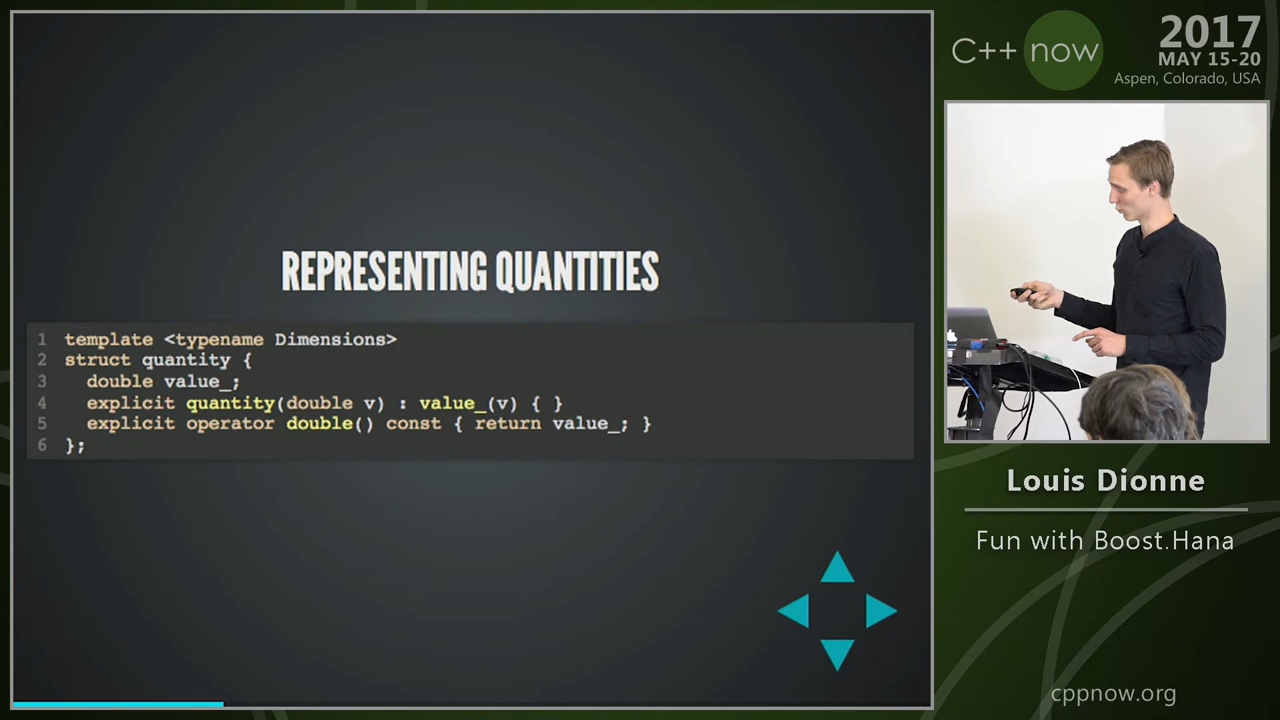 REPRESENTING QUANTITIES
1 template <typename Dimensions>
2 struct quantity {
3   double value_;
4   explicit quantity(double v) : value_(v) { }
5   explicit operator double() const { return value_; }
6 };
C++ now
2017
MAY 15-20
Aspen, Colorado, USA
Louis Dionne
Fun with Boost.Hana
cppnow.org